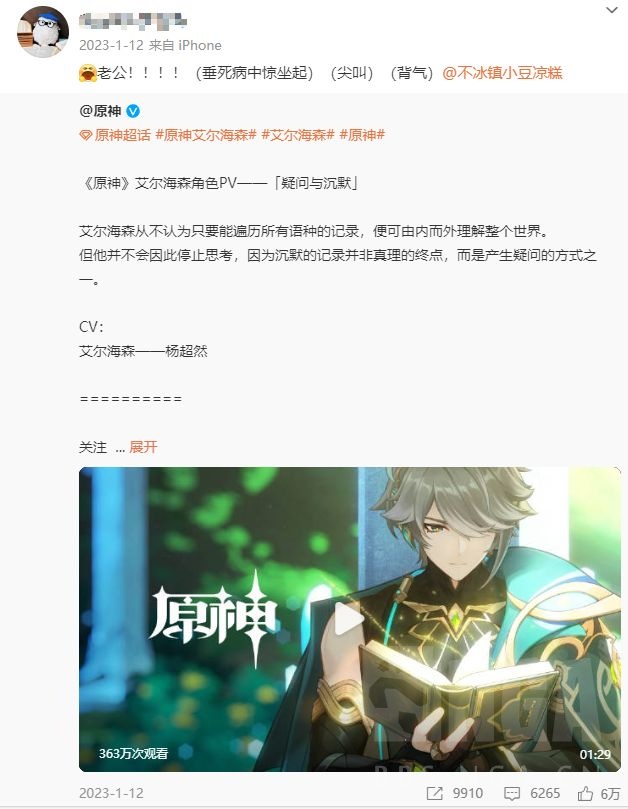 2023-1-12 来自 iPhone
老公！！！！（垂死病中惊坐起）（尖叫）（背气）@不冰镇小豆凉糕
@原神
原神超话 #原神艾尔海森# #艾尔海森# #原神#
《原神》艾尔海森角色PV——「疑问与沉默」
艾尔海森从不认为只要能遍历所有语种的记录，便可由内而外理解整个世界。
但他并不会因此停止思考，因为沉默的记录并非真理的终点，而是产生疑问的方式之
一。
CV：
艾尔海森——杨超然
==========
关注 ... 展开
原神
363万次观看
01:29
2023-1-12
9910
6265
6万